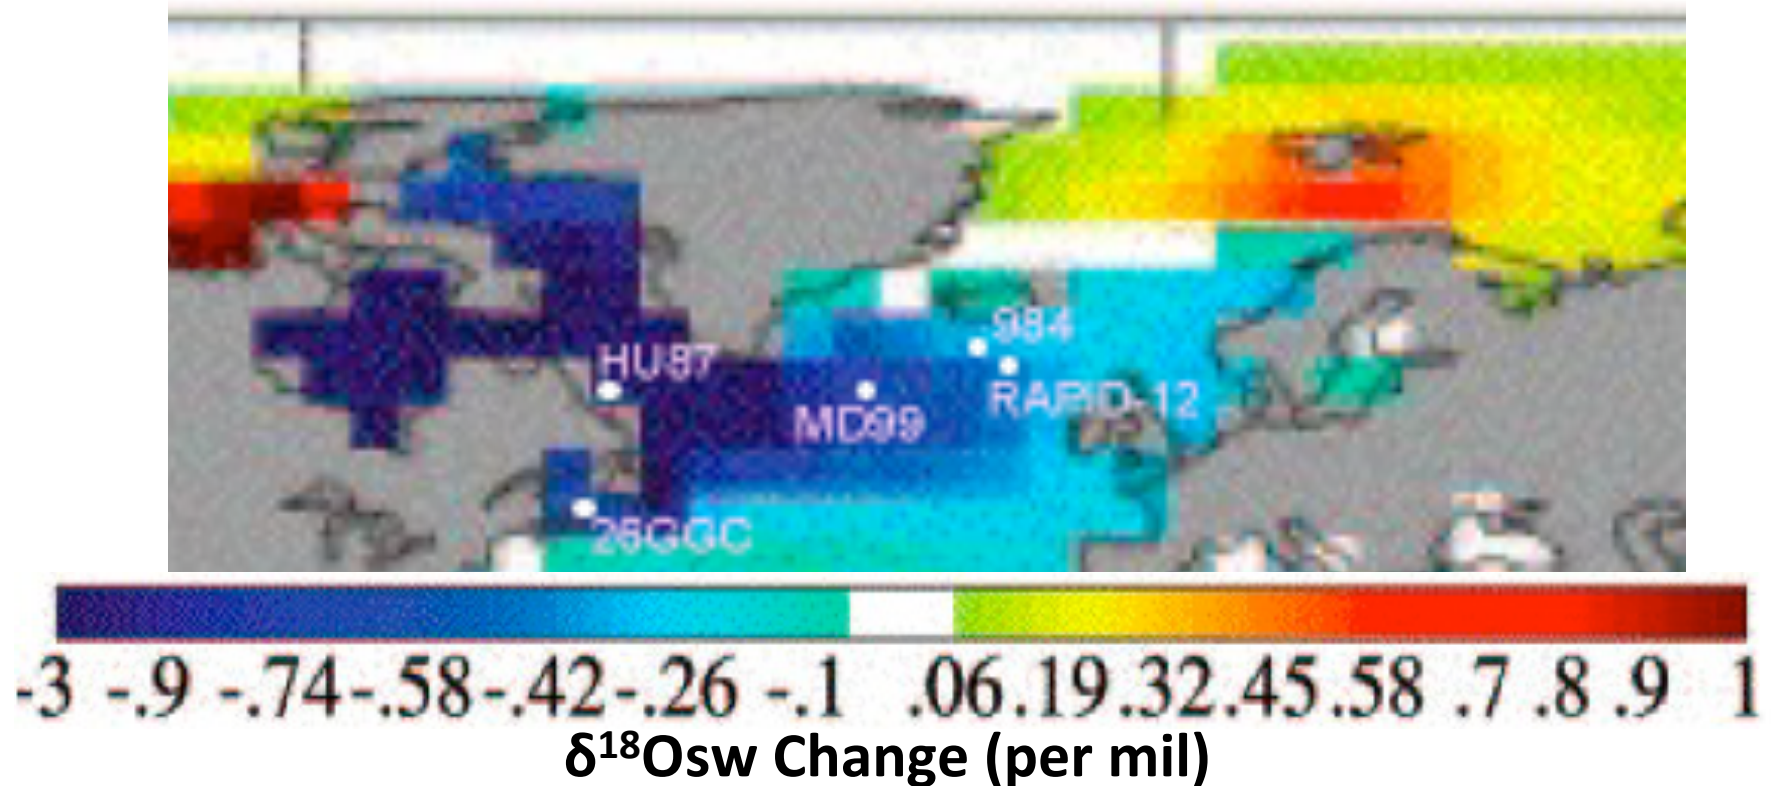 984
HU87
RAPID-12
MD99
26GGC
-3 -.9 -.74 -.58 -.42 -.26 -.1 .06 .19 .32 .45 .58 .7 .8 .9 1
δ¹⁸Osw Change (per mil)